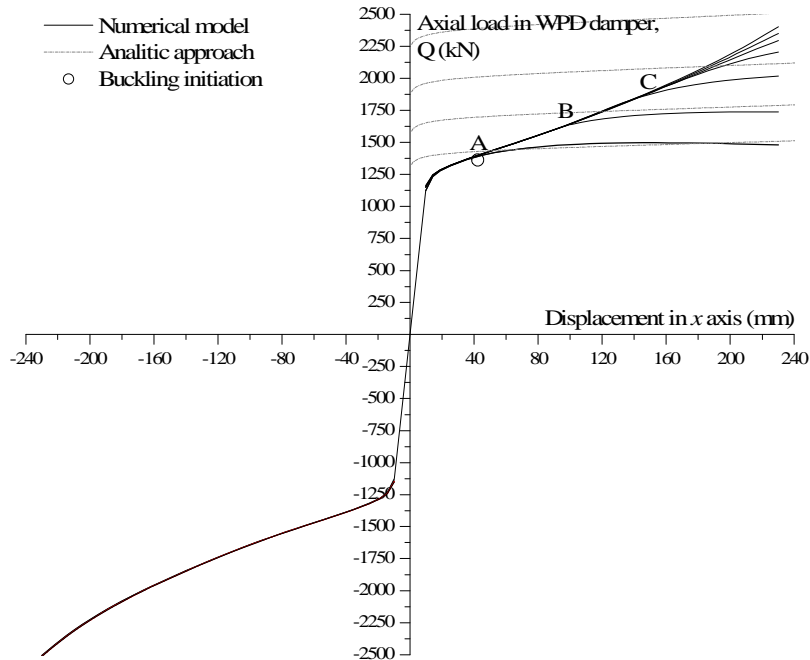 Numerical model
Analitic approach
Buckling initiation
Axial load in WPD damper,
Q (kN)
2500
2250
2000
1750
1500
1250
1000
750
500
250
A
B
C
Displacement in x axis (mm)
-240 -200 -160 -120 -80 -40 40 80 120 160 200 240
-250
-500
-750
-1000
-1250
-1500
-1750
-2000
-2250
-2500